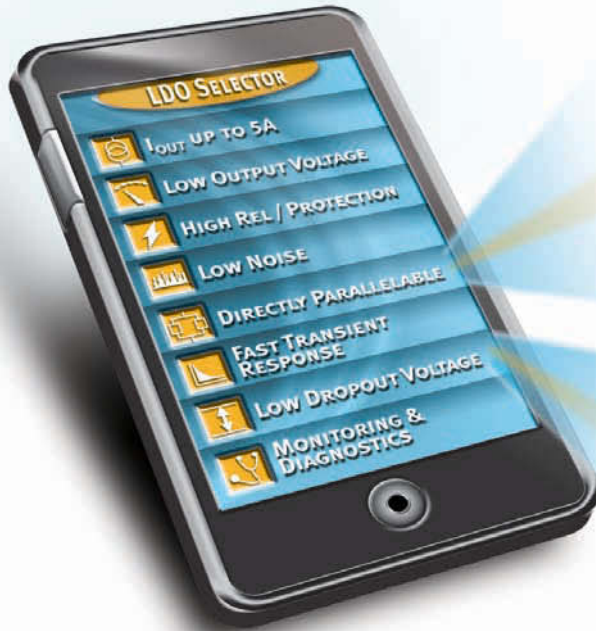 LDO SELECTOR
IOUT UP TO 5A
LOW OUTPUT VOLTAGE
HIGH REL / PROTECTION
LOW NOISE
DIRECTLY PARALLELABLE
FAST TRANSIENT
RESPONSE
LOW DROPOUT VOLTAGE
MONITORING &
DIAGNOSTICS